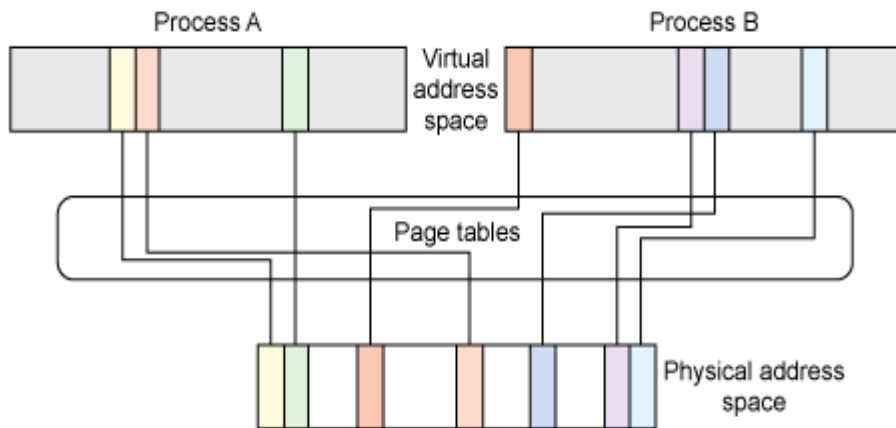 Process A
Process B
Virtual
address
space
Page tables
Physical address
space